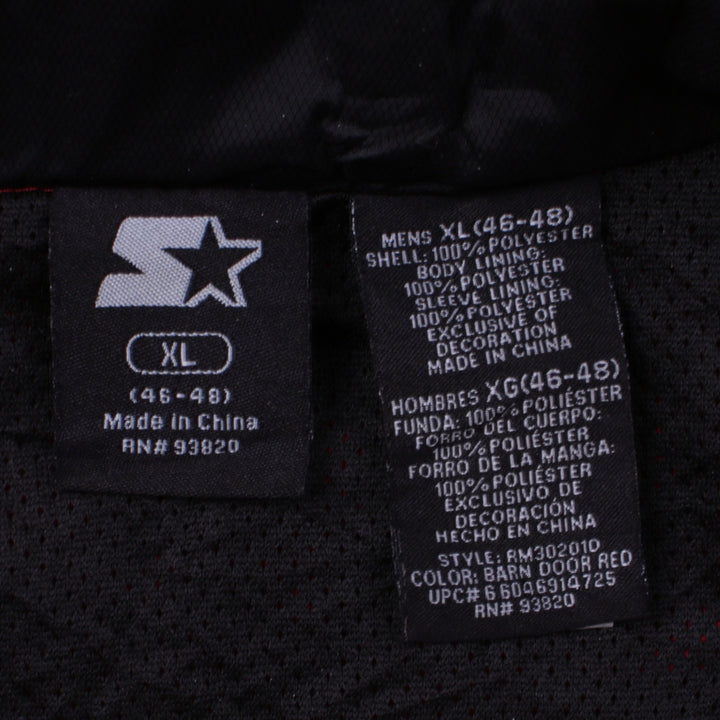 XL
(46-48)
Made in China
RN# 93820
MENS XL(46-48)
SHELL: 100% POLYESTER
BODY LINING:
100% POLYESTER
SLEEVE LINING:
100% POLYESTER
EXCLUSIVE OF
DECORATION
MADE IN CHINA
HOMBRES XG(46-48)
FUNDA: 100% POLIÉSTER
FORRO DEL CUERPO:
100% POLIÉSTER
FORRO DE LA MANGA:
100% POLIÉSTER
EXCLUSIVO DE
DECORACIÓN
HECHO EN CHINA
STYLE: RM30201D
COLOR: BARN DOOR RED
UPC# 6 6046914725
RN# 93820